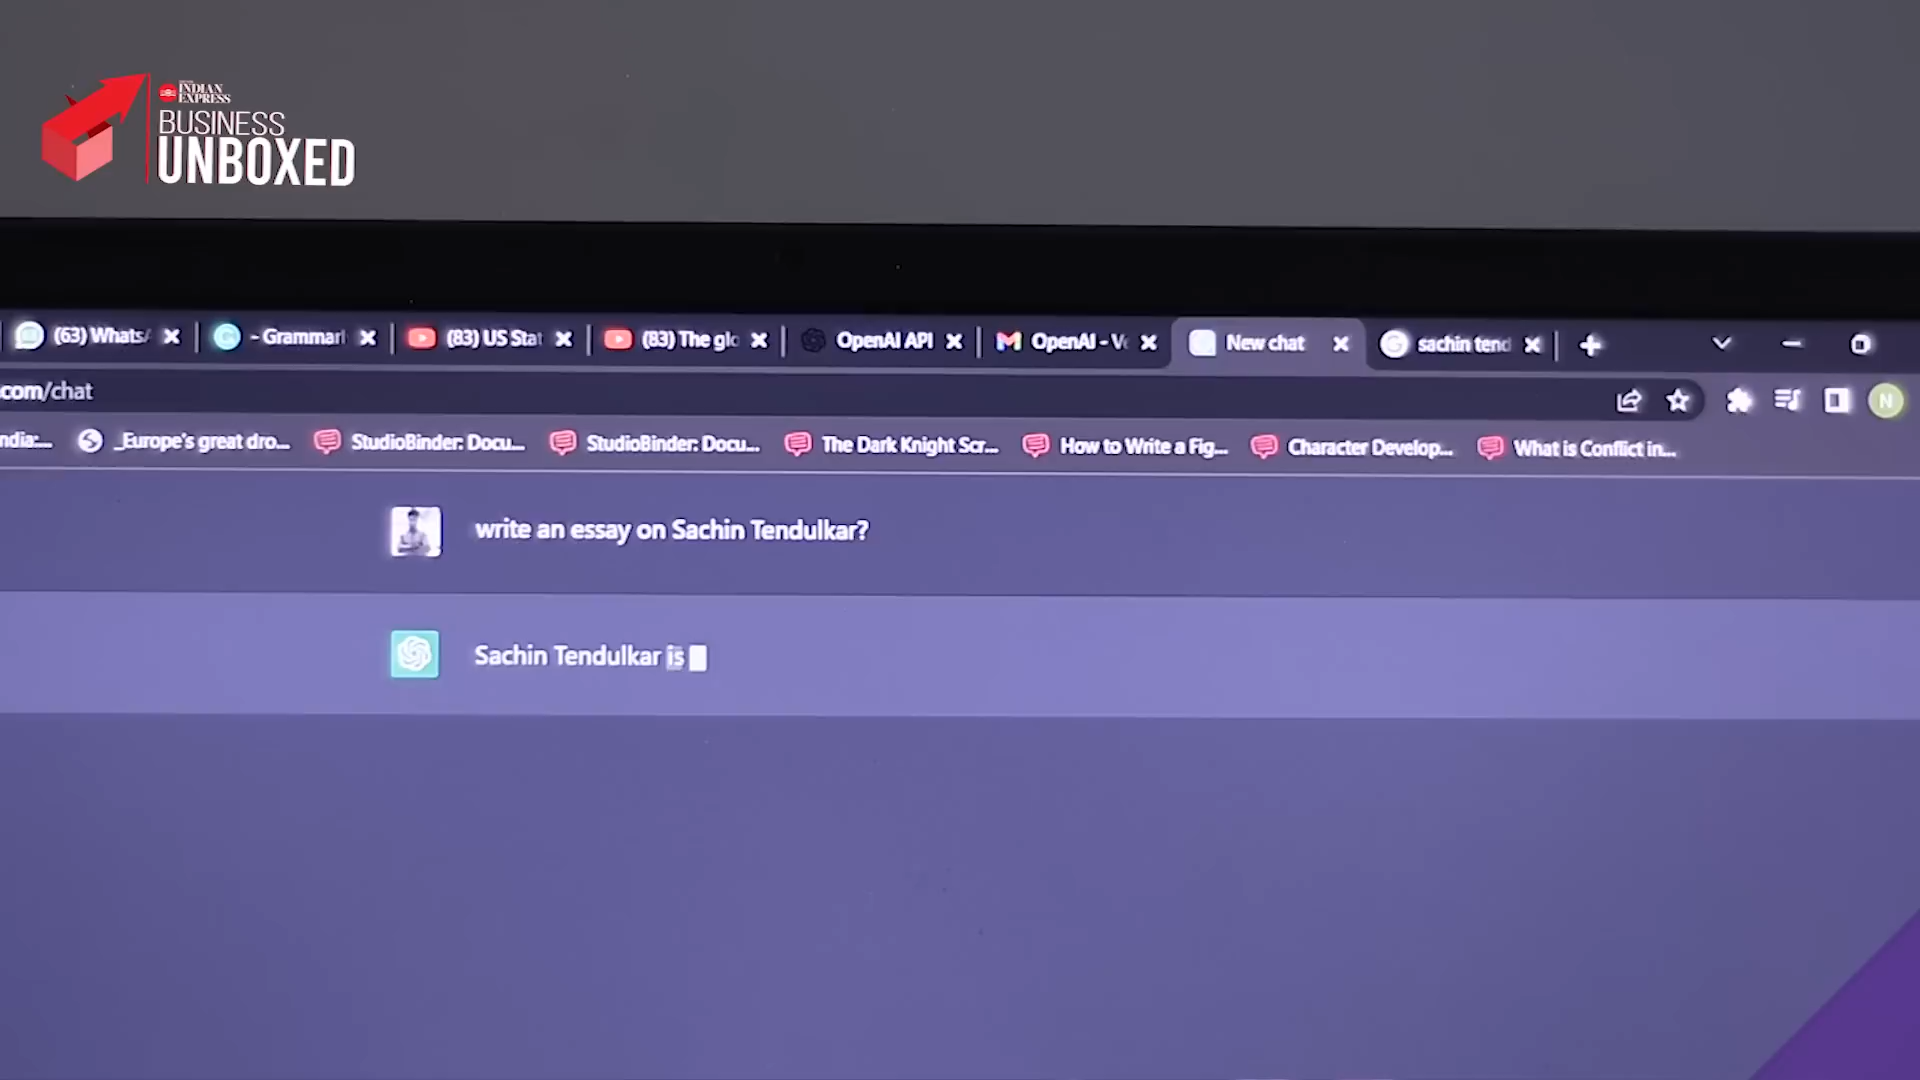 INDIAN
EXPRESS
BUSINESS
UNBOXED
(63) Whats
- Grammarl
(83) US Stat
(83) The glo
OpenAI API
OpenAI - Ve
New chat
sachin tend
.com/chat
ndia:...
_Europe's great dro...
StudioBinder: Docu...
StudioBinder: Docu...
The Dark Knight Scr...
How to Write a Fig...
Character Develop...
What is Conflict in...
N
write an essay on Sachin Tendulkar?
Sachin Tendulkar is